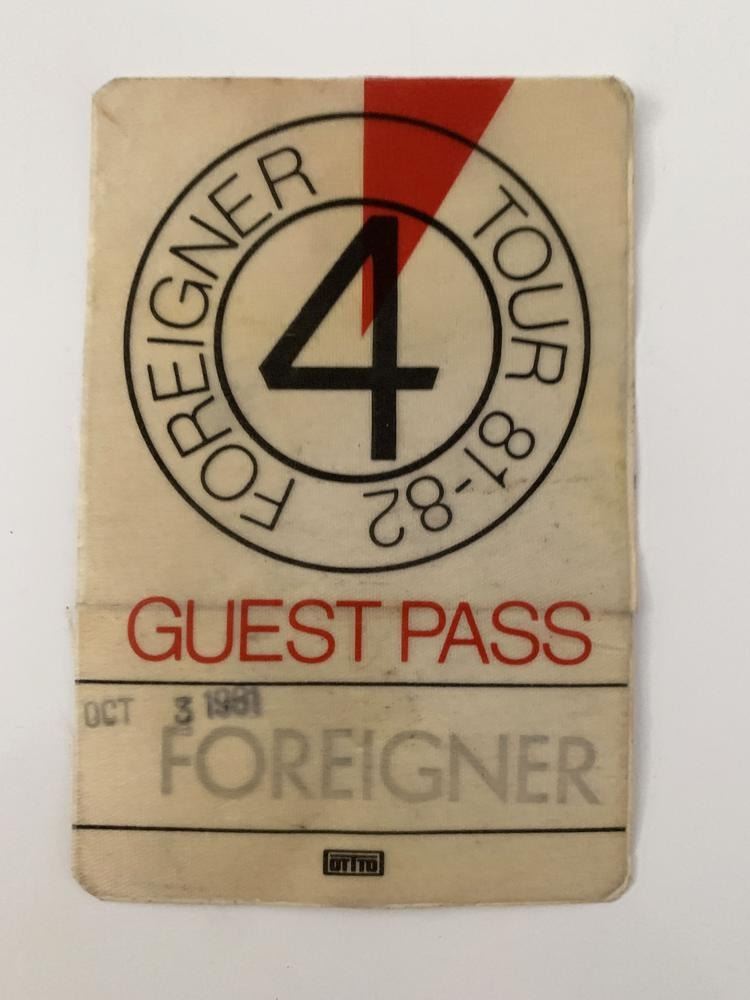 FOREIGNER
TOUR 81-82
4
GUEST PASS
OCT 3 1981
FOREIGNER
OTTO